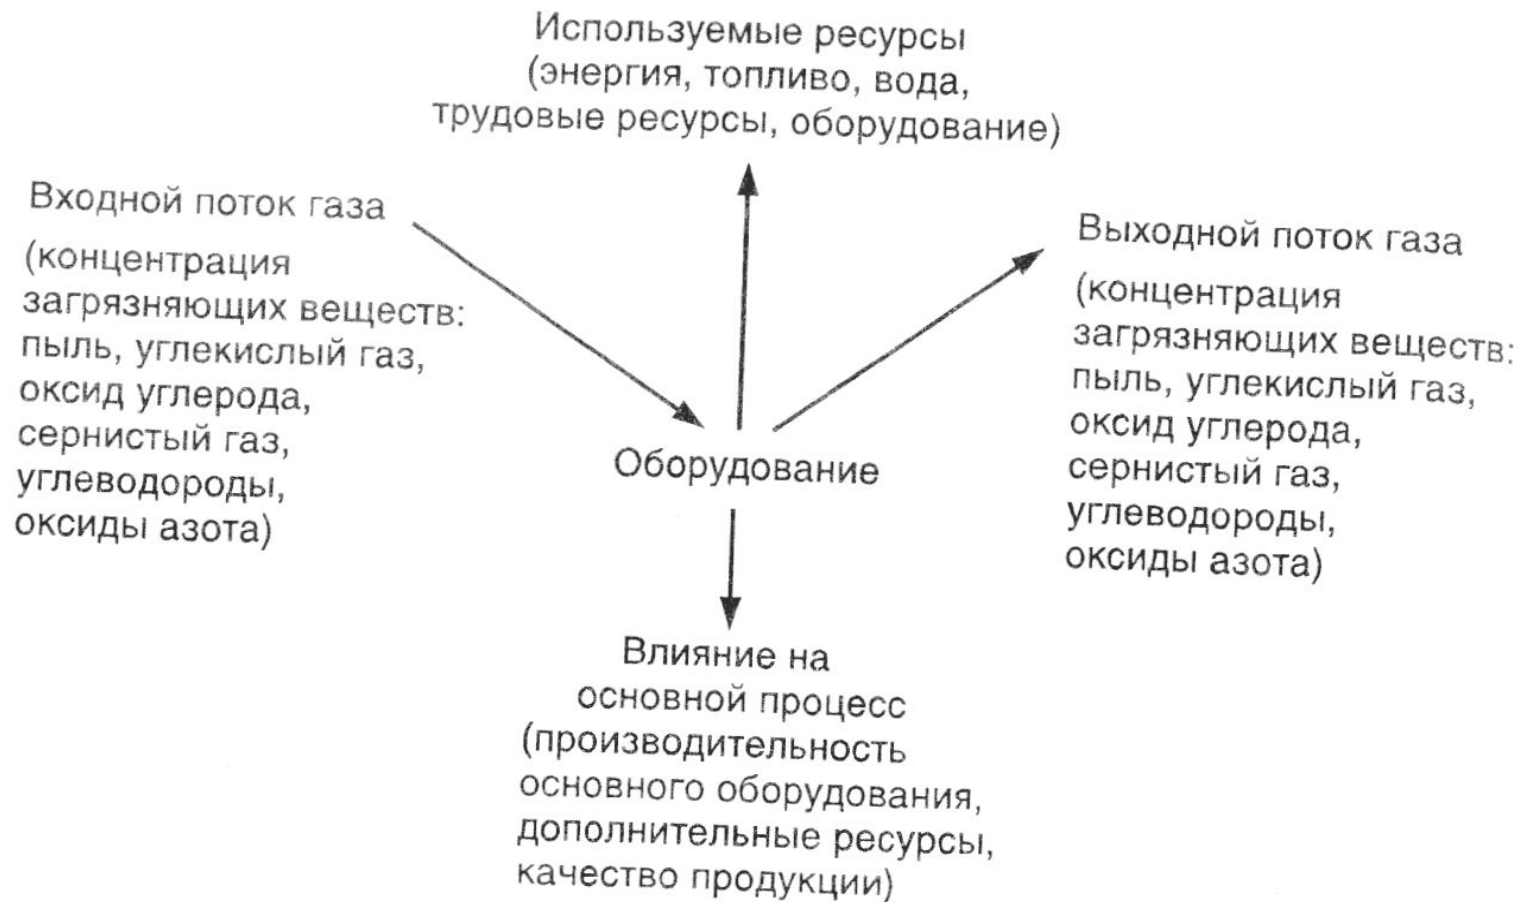 Используемые ресурсы
(энергия, топливо, вода,
трудовые ресурсы, оборудование)
Входной поток газа
(концентрация
загрязняющих веществ:
пыль, углекислый газ,
оксид углерода,
сернистый газ,
углеводороды,
оксиды азота)
Выходной поток газа
(концентрация
загрязняющих веществ:
пыль, углекислый газ,
оксид углерода,
сернистый газ,
углеводороды,
оксиды азота)
Оборудование
Влияние на
основной процесс
(производительность
основного оборудования,
дополнительные ресурсы,
качество продукции)